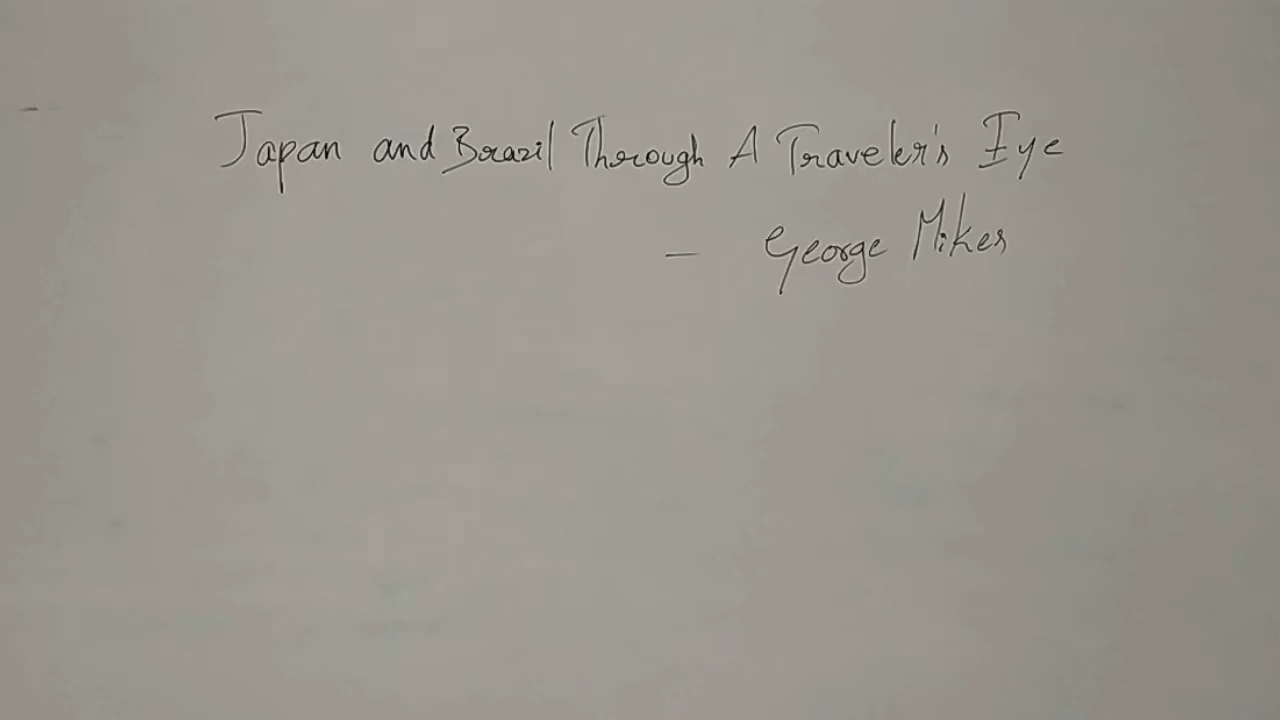 Japan and Brazil Through A Traveler's Eye
— George Mikes